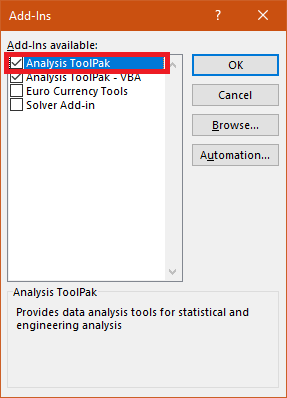 Add-Ins ? ×
Add-Ins available:
Analysis ToolPak
Analysis ToolPak - VBA
Euro Currency Tools
Solver Add-in
OK
Cancel
Browse...
Automation...
Analysis ToolPak
Provides data analysis tools for statistical and
engineering analysis